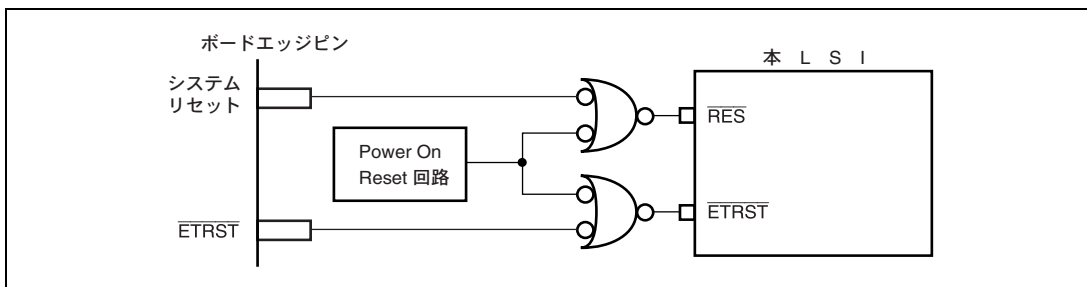 ボードエッジピン
システム
リセット
Power On
Reset 回路
ETRST
本 L S I
RES
ETRST